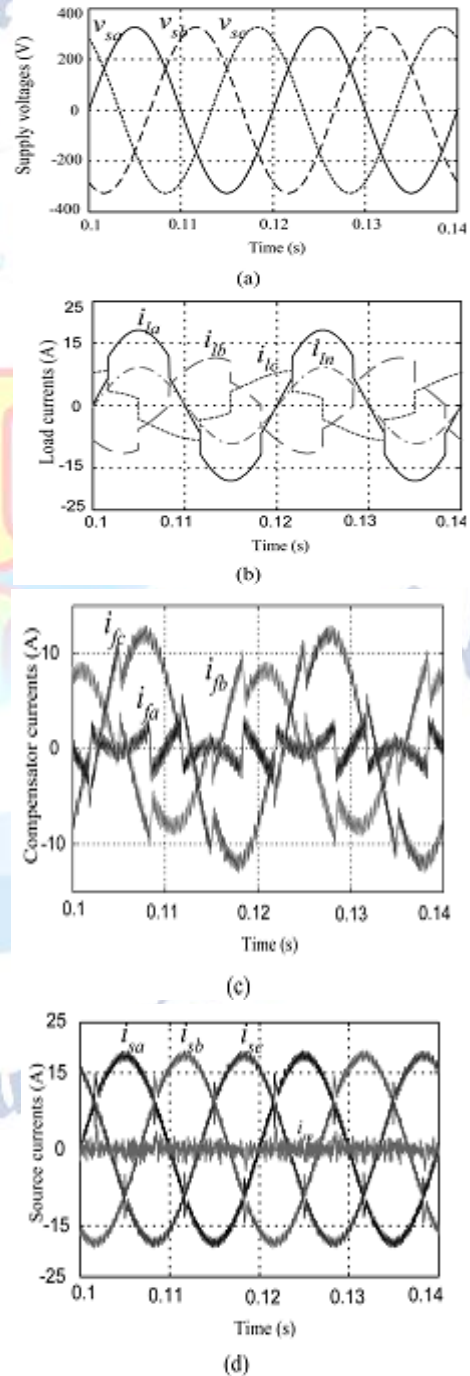 400
200
0
-200
-400
Supply voltages (V)
v_sa
v_sb
v_sc
0.1
0.11
0.12
0.13
0.14
Time (s)
(a)
25
15
0
-15
-25
Load currents (A)
i_la
i_lb
i_lc
i_ln
0.1
0.11
0.12
0.13
0.14
Time (s)
(b)
10
0
-10
Compensator currents (A)
i_fc
i_fa
i_fb
0.1
0.11
0.12
0.13
0.14
Time (s)
(c)
25
15
0
-15
-25
Source currents (A)
i_sa
i_sb
i_sc
0.1
0.11
0.12
0.13
0.14
Time (s)
(d)